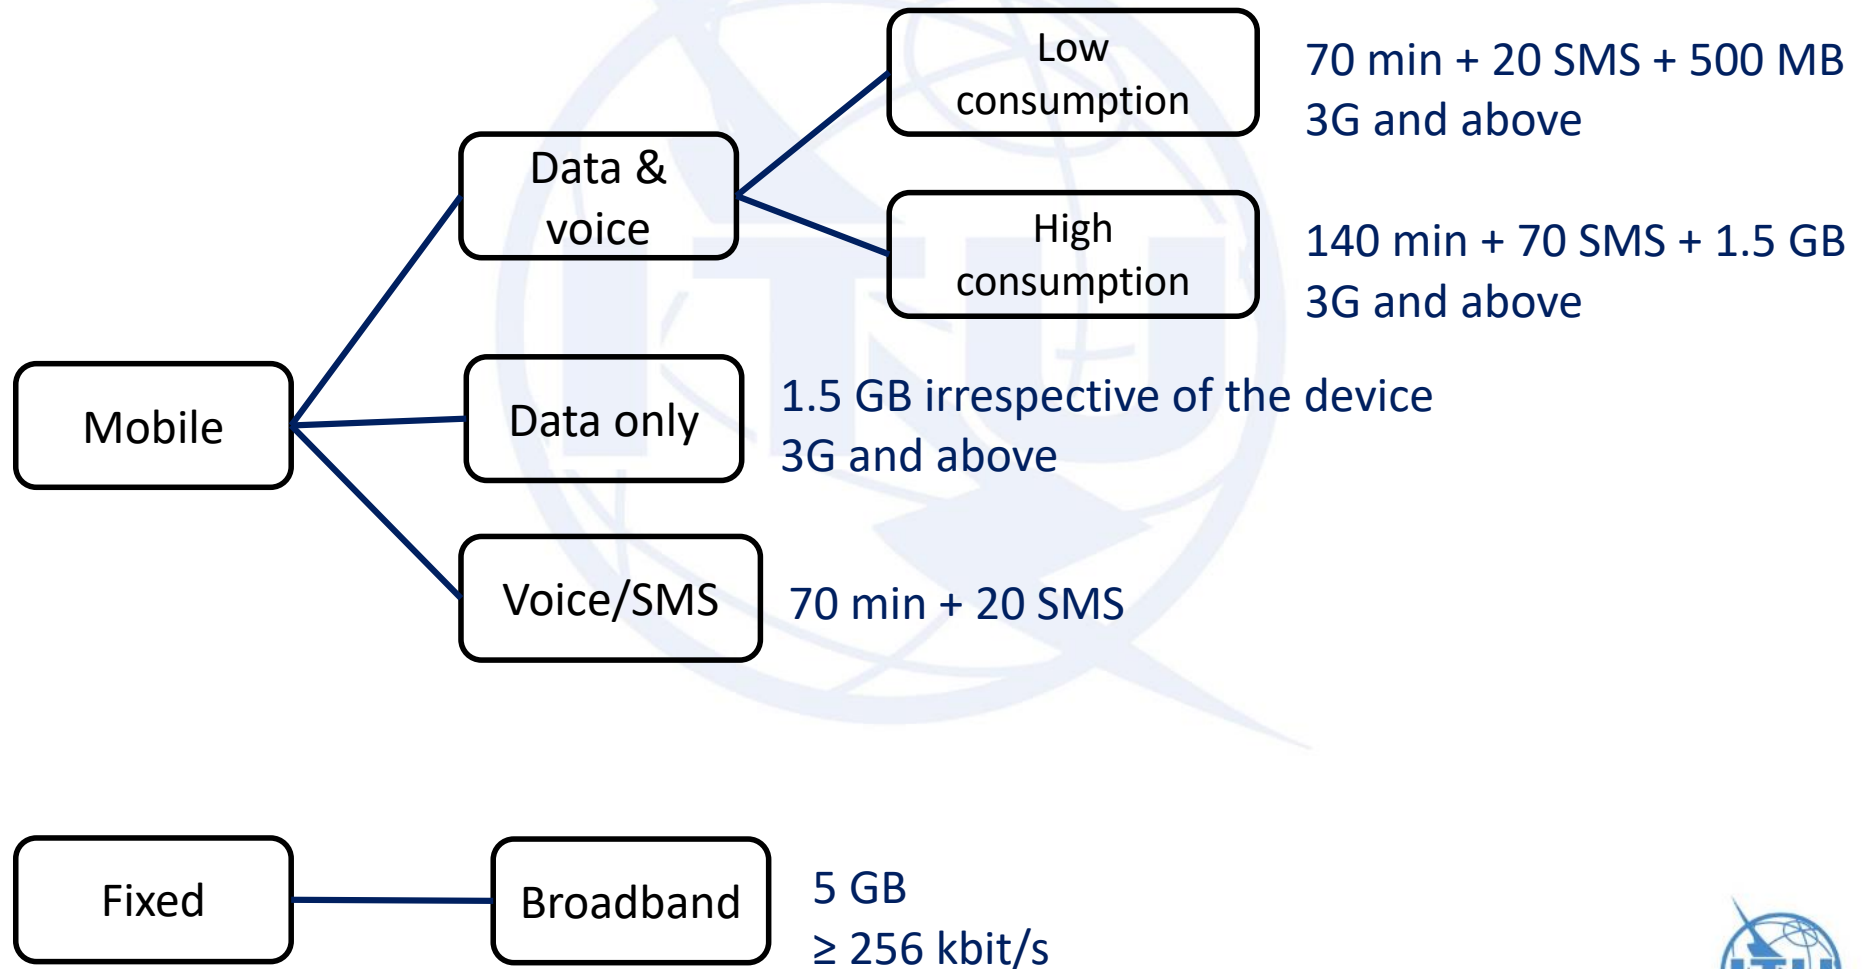 Low
consumption
70 min + 20 SMS + 500 MB
3G and above
Data &
voice
High
consumption
140 min + 70 SMS + 1.5 GB
3G and above
Mobile
Data only
1.5 GB irrespective of the device
3G and above
Voice/SMS
70 min + 20 SMS
Fixed
Broadband
5 GB
≥ 256 kbit/s
ITU